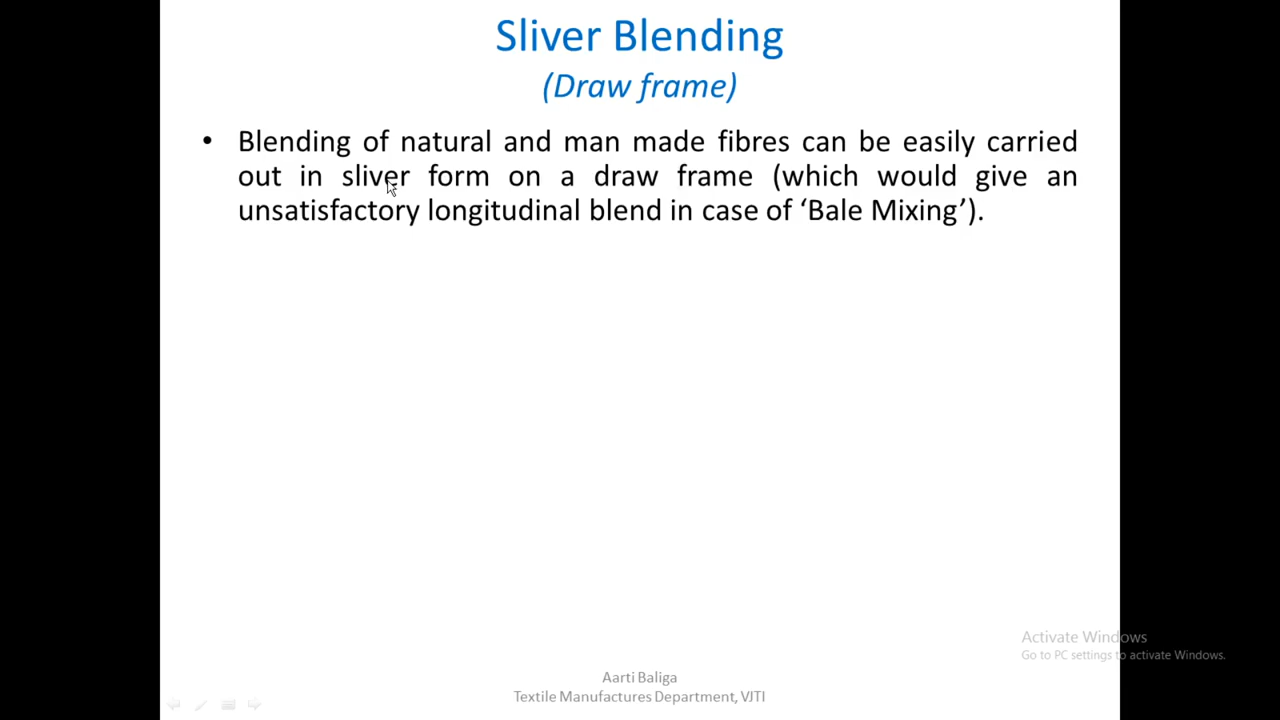 Sliver Blending
(Draw frame)
• Blending of natural and man made fibres can be easily carried
out in sliver form on a draw frame (which would give an
unsatisfactory longitudinal blend in case of ‘Bale Mixing’).
Activate Windows
Go to PC settings to activate Windows.
Aarti Baliga
Textile Manufactures Department, VJTI